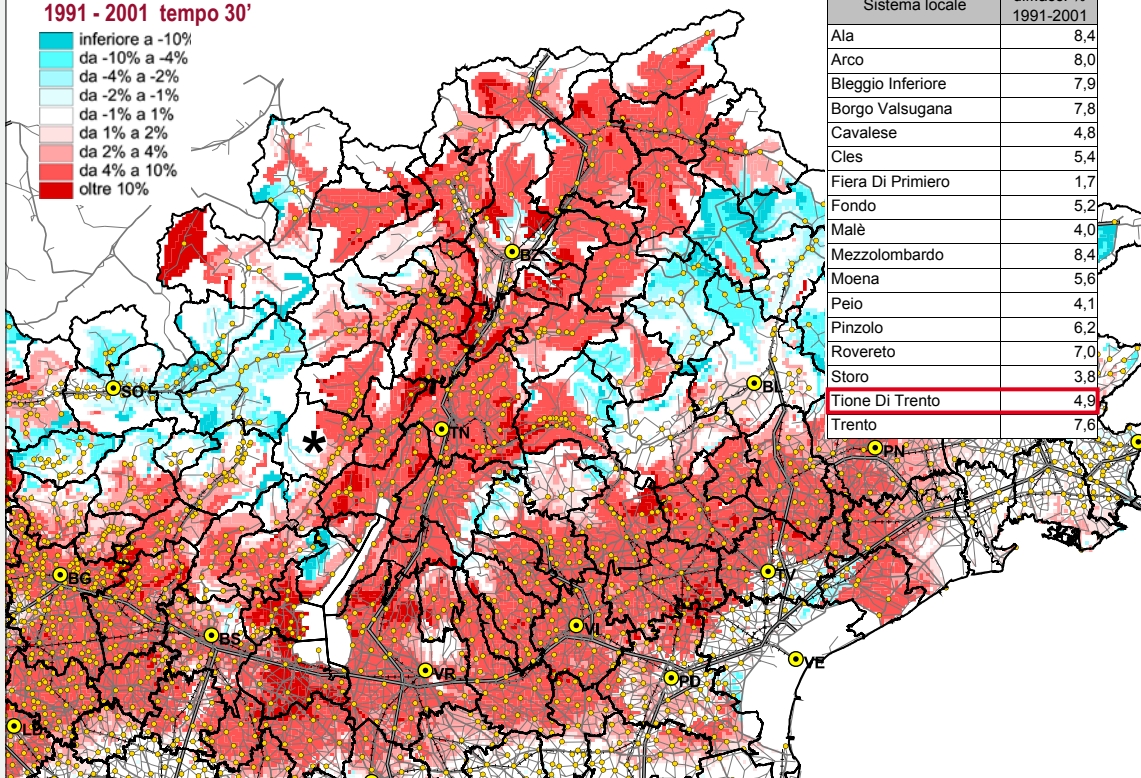 1991 - 2001 tempo 30'
inferiore a -10%
da -10% a -4%
da -4% a -2%
da -2% a -1%
da -1% a 1%
da 1% a 2%
da 2% a 4%
da 4% a 10%
oltre 10%
Sistema locale
1991-2001
Ala 8,4
Arco 8,0
Bleggio Inferiore 7,9
Borgo Valsugana 7,8
Cavalese 4,8
Cles 5,4
Fiera Di Primiero 1,7
Fondo 5,2
Malè 4,0
Mezzolombardo 8,4
Moena 5,6
Peio 4,1
Pinzolo 6,2
Rovereto 7,0
Storo 3,8
Tione Di Trento 4,9
Trento 7,6
BZ
SO
BL
*
TN
PN
BG
TV
BS
VI
VR
VE
PD